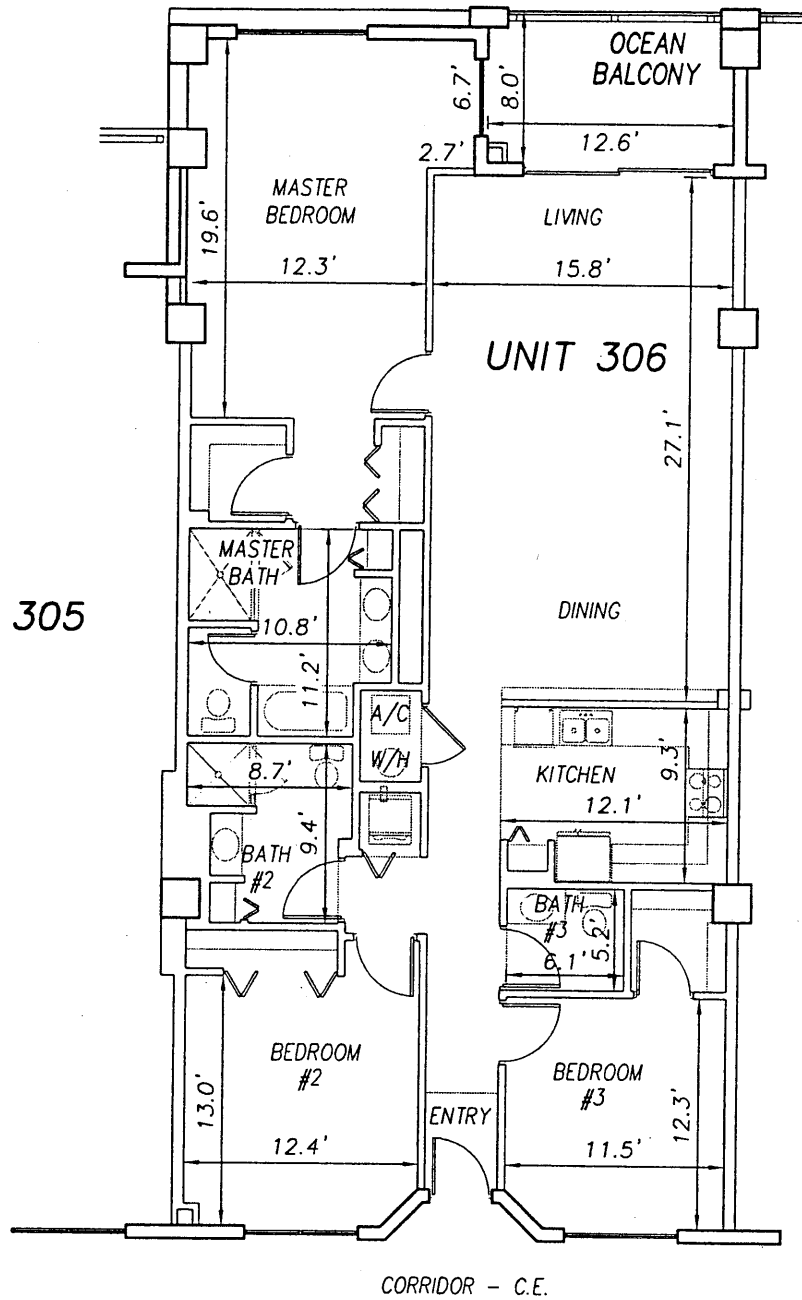 OCEAN
BALCONY
6.7'
8.0'
12.6'
2.7'
MASTER
BEDROOM
LIVING
19.6'
12.3'
15.8'
UNIT 306
27.1'
MASTER
BATH
305
10.8'
DINING
11.2'
A/C
W/H
8.7'
KITCHEN
9.3'
12.1'
9.4'
BATH
#2
BATH
#3
5.2'
6.1'
BEDROOM
#2
BEDROOM
#3
13.0'
12.3'
ENTRY
12.4'
11.5'
CORRIDOR - C.E.